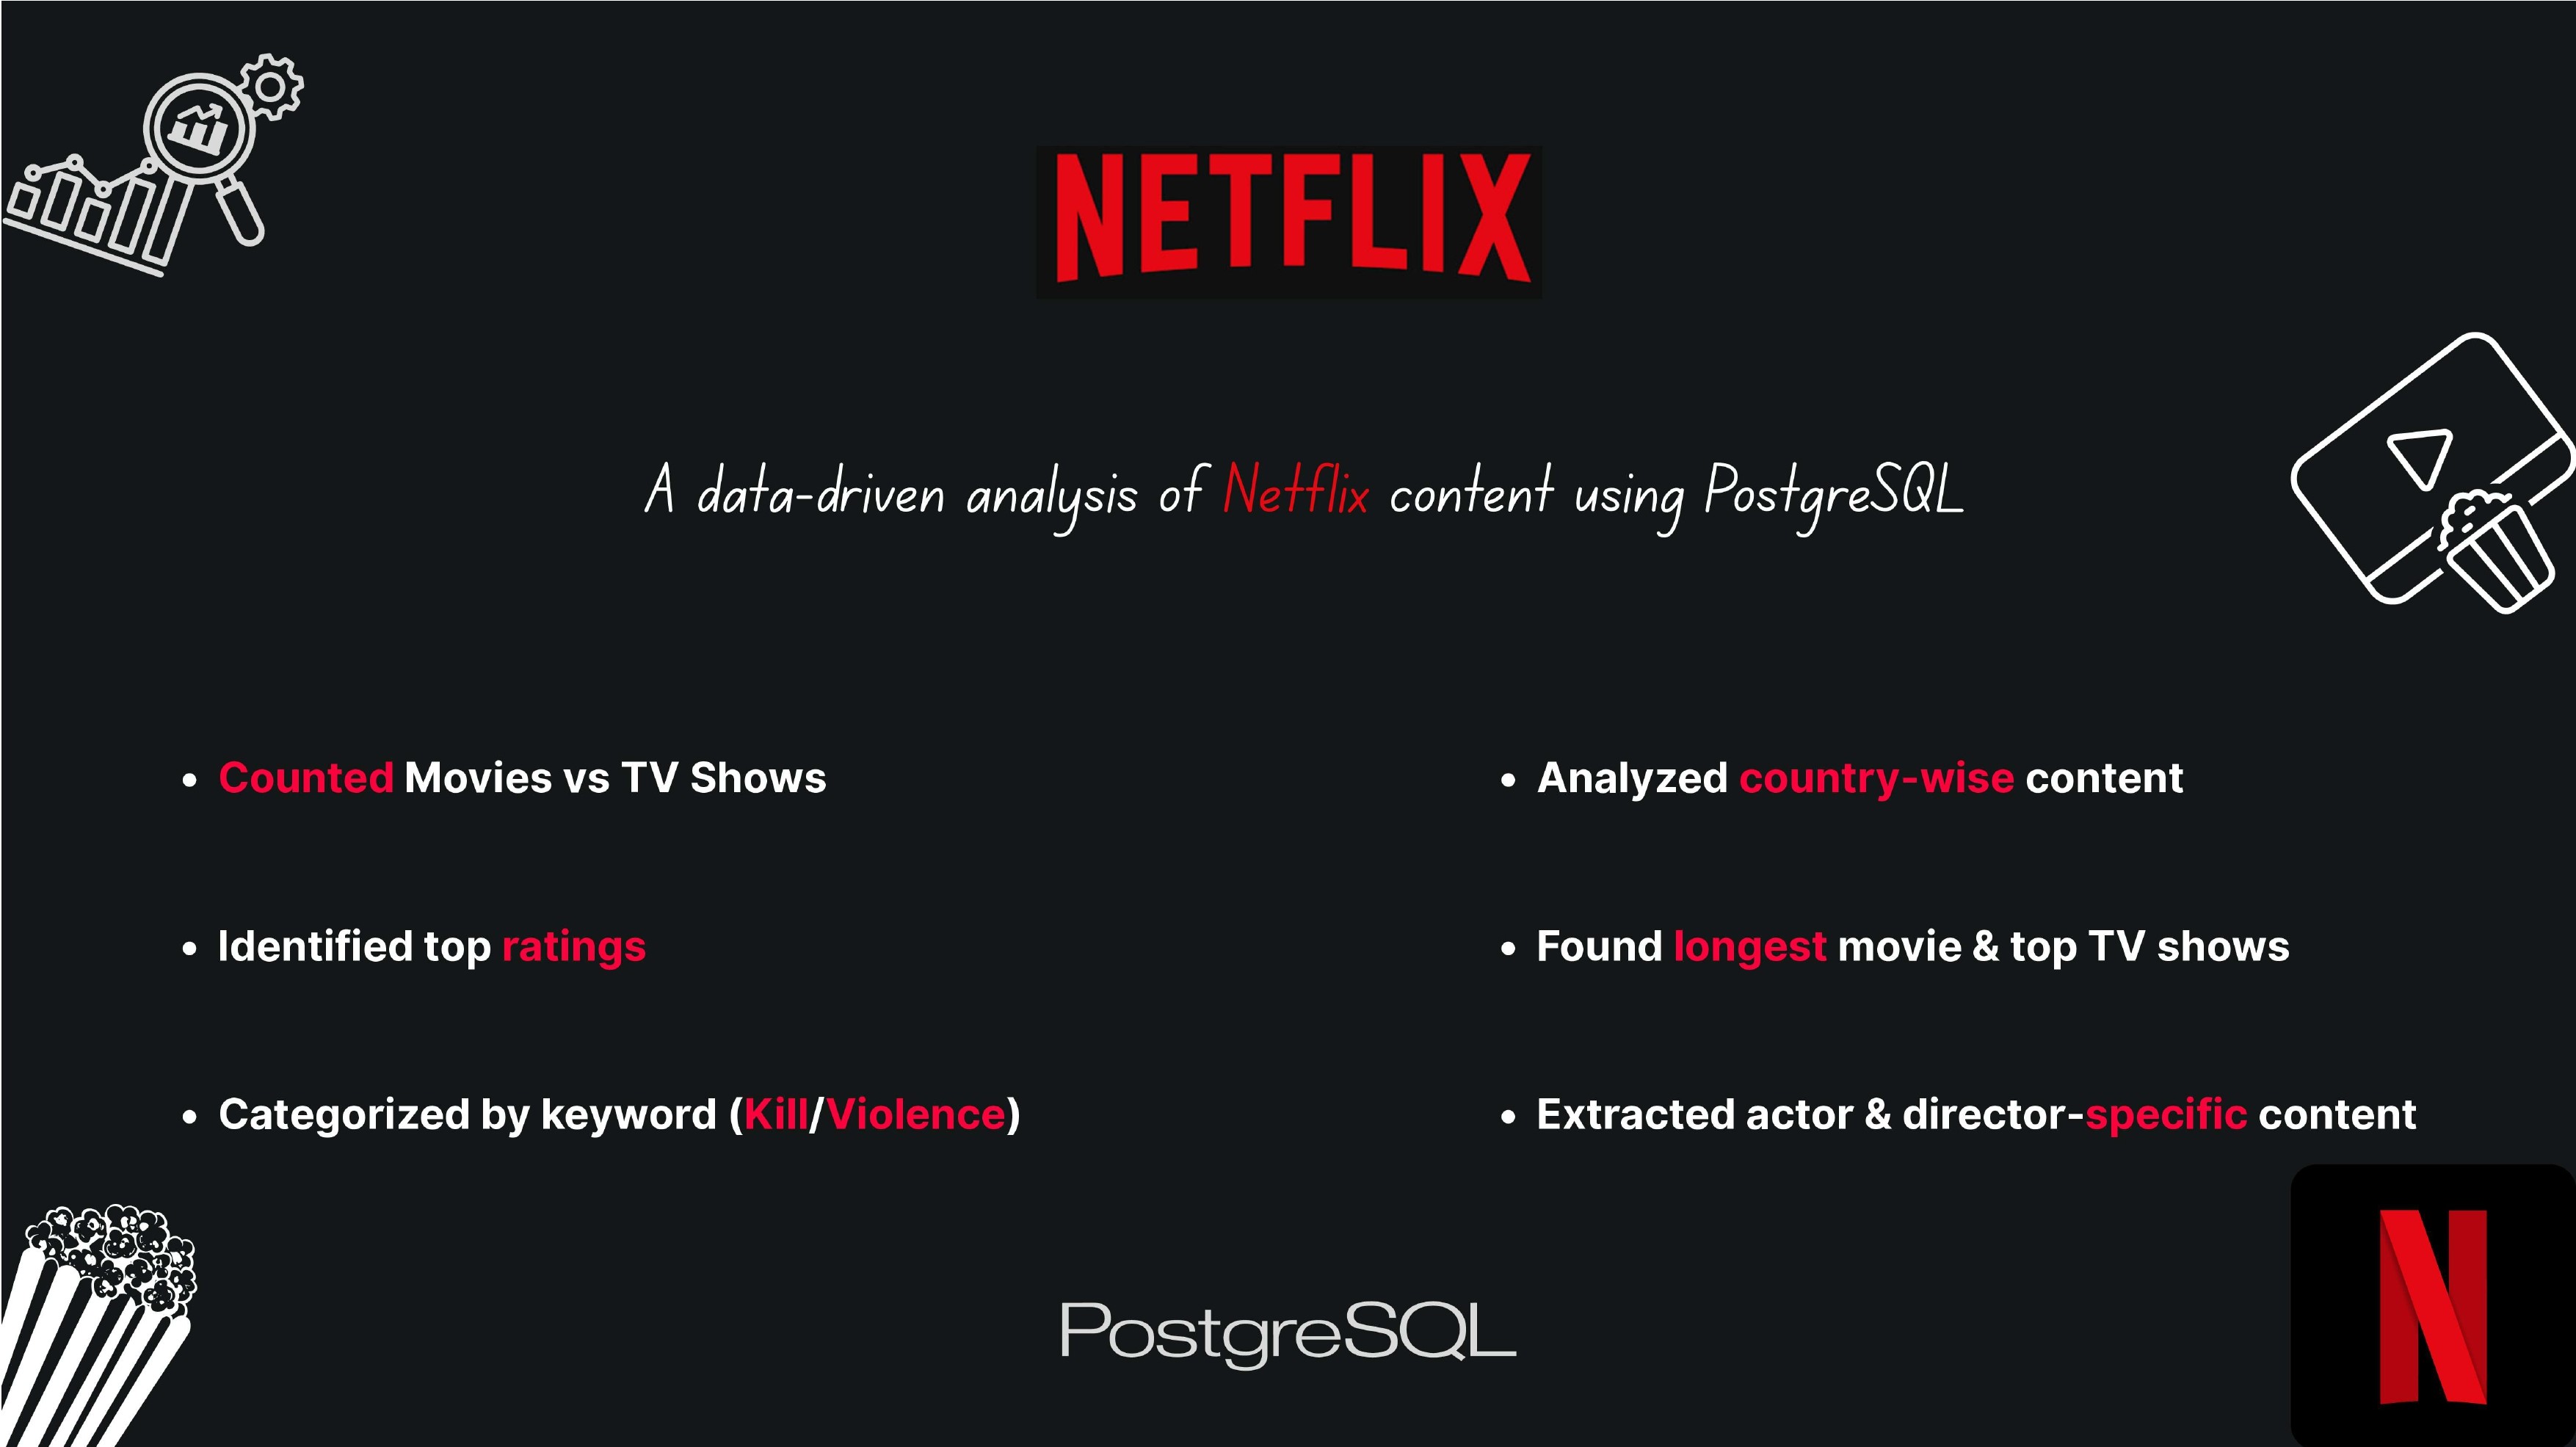 NETFLIX
A data-driven analysis of Netflix content using PostgreSQL
• Counted Movies vs TV Shows
• Identified top ratings
• Categorized by keyword (Kill/Violence)
• Analyzed country-wise content
• Found longest movie & top TV shows
• Extracted actor & director-specific content
PostgreSQL
N